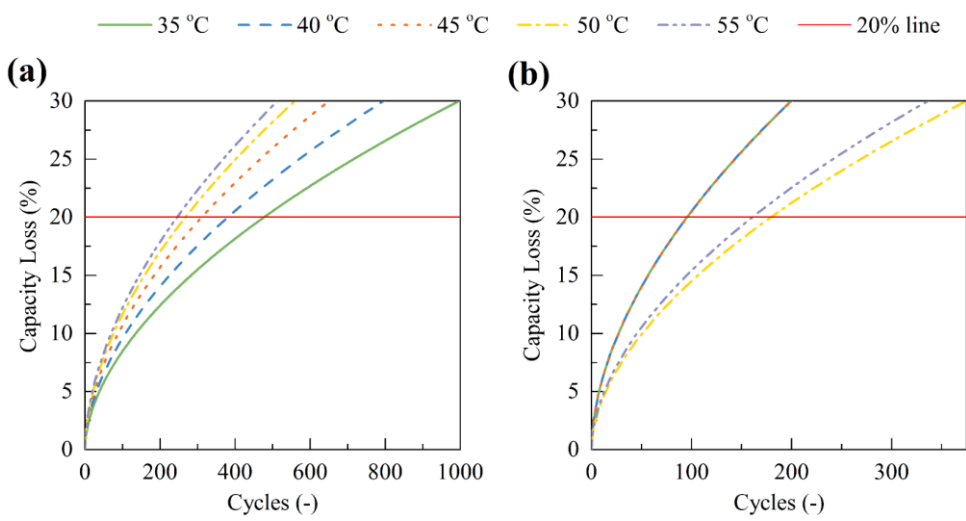 35 °C 40 °C 45 °C 50 °C 55 °C 20% line
(a) (b)
30 30
25 25
20 20
15 15
10 10
5 5
0 0
Capacity Loss (%) Capacity Loss (%)
0 200 400 600 800 1000 0 100 200 300
Cycles (-) Cycles (-)